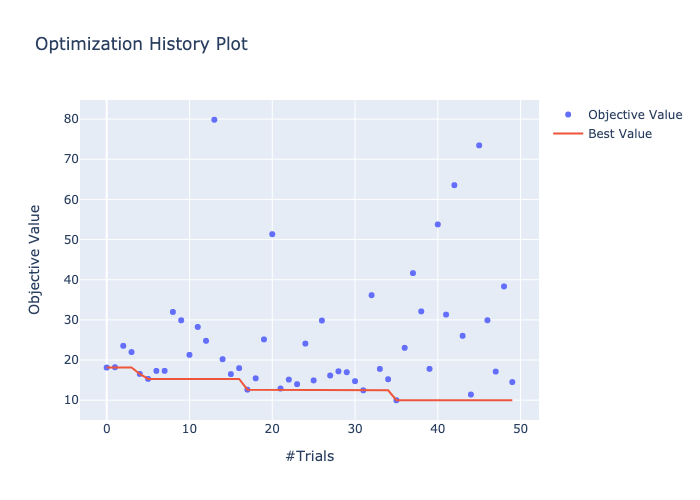 Optimization History Plot
Objective Value
Best Value
80
70
60
50
40
30
20
10
Objective Value
0 10 20 30 40 50
#Trials